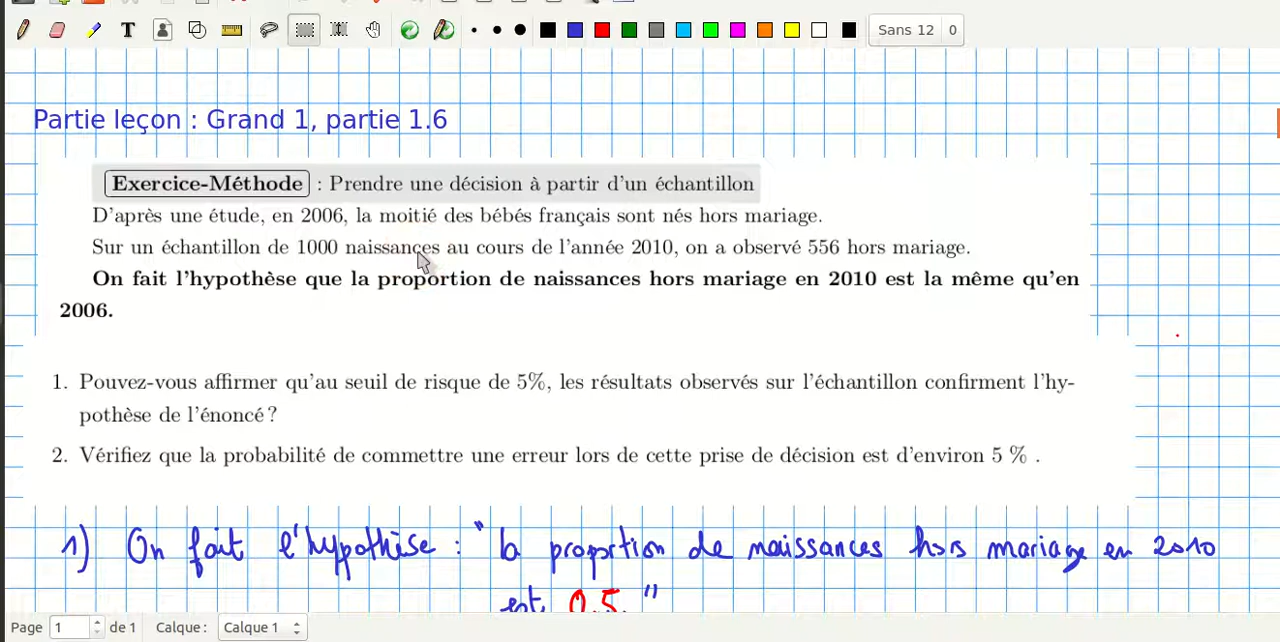 Sans 12 0
Partie leçon : Grand 1, partie 1.6
Exercice-Méthode : Prendre une décision à partir d'un échantillon
D'après une étude, en 2006, la moitié des bébés français sont nés hors mariage.
Sur un échantillon de 1000 naissances au cours de l'année 2010, on a observé 556 hors mariage.
On fait l'hypothèse que la proportion de naissances hors mariage en 2010 est la même qu'en
2006.
1. Pouvez-vous affirmer qu'au seuil de risque de 5%, les résultats observés sur l'échantillon confirment l'hy-
pothèse de l'énoncé ?
2. Vérifiez que la probabilité de commettre une erreur lors de cette prise de décision est d'environ 5 % .
1) On fait l'hypothèse : " la proportion de naissances hors mariage en 2010
est 0.5. "
Page 1 de 1 Calque : Calque 1